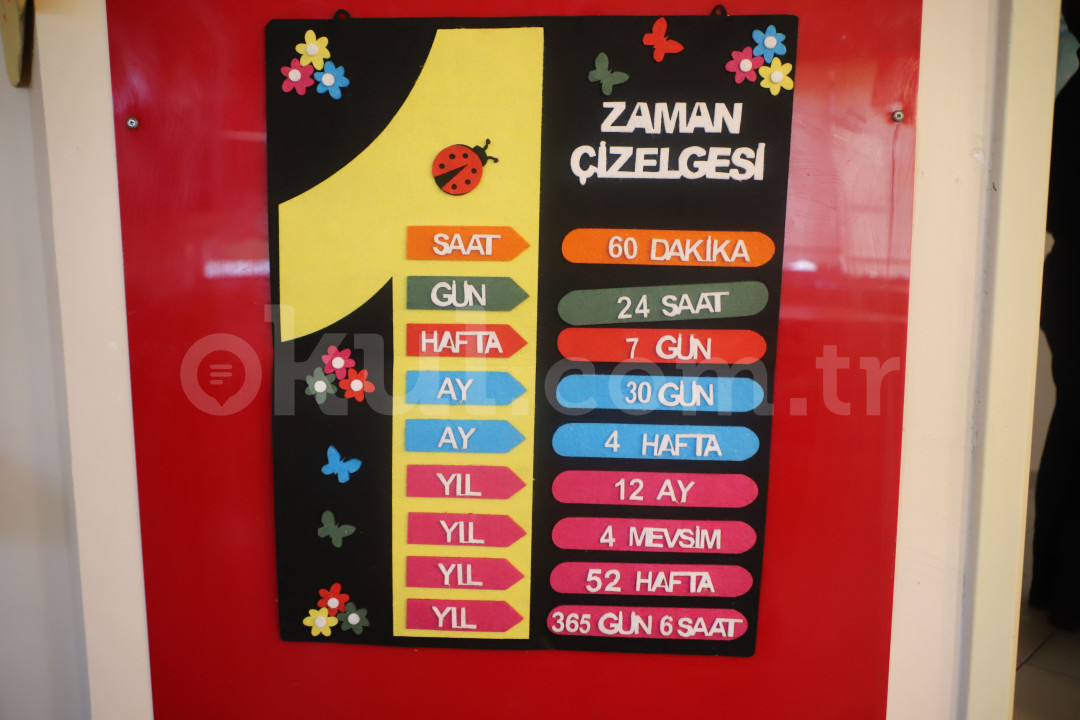 1
ZAMAN
ÇİZELGESİ
SAAT 60 DAKİKA
GÜN 24 SAAT
HAFTA 7 GÜN
AY 30 GÜN
AY 4 HAFTA
YIL 12 AY
YIL 4 MEVSİM
YIL 52 HAFTA
YIL 365 GÜN 6 SAAT
Okul.com.tr